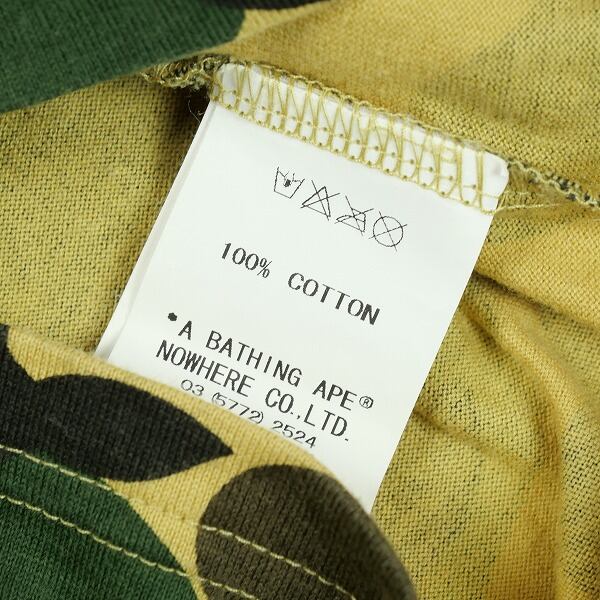 100% COTTON
*A BATHING APE®
NOWHERE CO.,LTD.
03 (5772) 2524